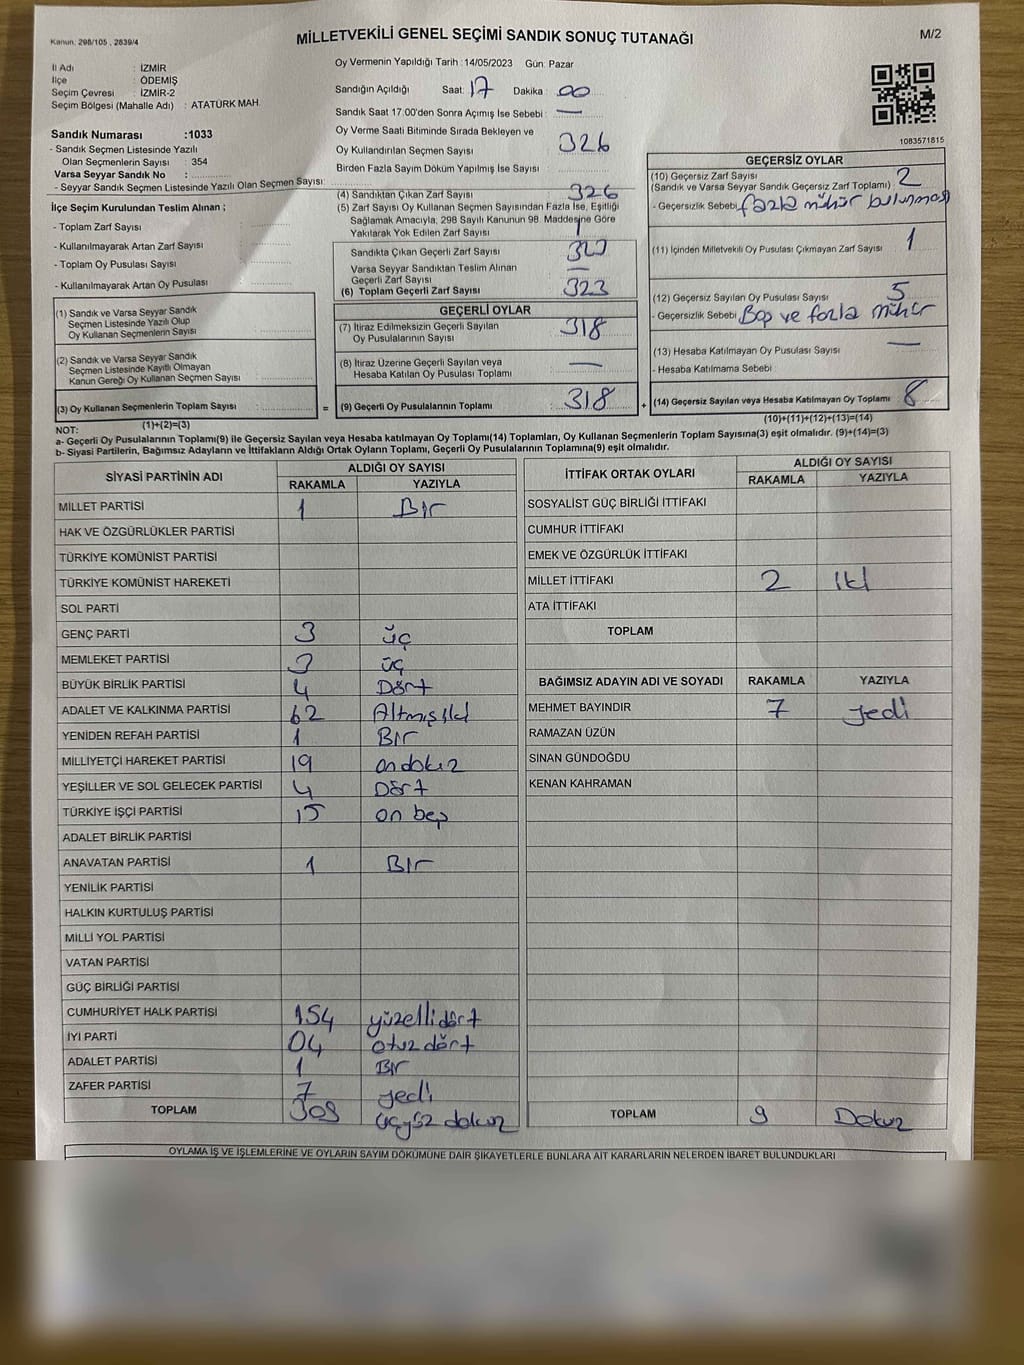 Kanun: 298/105 , 2839/4
MİLLETVEKİLİ GENEL SEÇİMİ SANDIK SONUÇ TUTANAĞI
M/2
İl Adı : İZMİR
İlçe : ÖDEMİŞ
Seçim Çevresi : İZMİR-2
Seçim Bölgesi (Mahalle Adı) : ATATÜRK MAH.
Sandık Numarası :1033
- Sandık Seçmen Listesinde Yazılı
Olan Seçmenlerin Sayısı : 354
Varsa Seyyar Sandık No :
- Seyyar Sandık Seçmen Listesinde Yazılı Olan Seçmen Sayısı:
İlçe Seçim Kurulundan Teslim Alınan ;
- Toplam Zarf Sayısı
- Kullanılmayarak Artan Zarf Sayısı
- Toplam Oy Pusulası Sayısı
- Kullanılmayarak Artan Oy Pusulası
(1) Sandık ve Varsa Seyyar Sandık
Seçmen Listesinde Yazılı Olup
Oy Kullanan Seçmenlerin Sayısı
(2) Sandık ve Varsa Seyyar Sandık
Seçmen Listesinde Kayıtlı Olmayan
Kanun Gereği Oy Kullanan Seçmen Sayısı
(3) Oy Kullanan Seçmenlerin Toplam Sayısı
(1)+(2)=(3)
Oy Vermenin Yapıldığı Tarih : 14/05/2023 Gün: Pazar
Sandığın Açıldığı Saat: 17 Dakika : 00
Sandık Saat 17:00'den Sonra Açımış İse Sebebi : —
Oy Verme Saati Bitiminde Sırada Bekleyen ve
Oy Kullandırılan Seçmen Sayısı 326
Birden Fazla Sayım Döküm Yapılmış İse Sayısı
(4) Sandıktan Çıkan Zarf Sayısı 326
(5) Zarf Sayısı Oy Kullanan Seçmen Sayısından Fazla İse, Eşitliği
Sağlamak Amacıyla, 298 Sayılı Kanunun 98. Maddesine Göre
Yakılarak Yok Edilen Zarf Sayısı 1
Sandıkta Çıkan Geçerli Zarf Sayısı
Varsa Seyyar Sandıktan Teslim Alınan
Geçerli Zarf Sayısı —
(6) Toplam Geçerli Zarf Sayısı 323
GEÇERLİ OYLAR
(7) İtiraz Edilmeksizin Geçerli Sayılan
Oy Pusulalarının Sayısı 318
(8) İtiraz Üzerine Geçerli Sayılan veya
Hesaba Katılan Oy Pusulası Toplamı —
= (9) Geçerli Oy Pusulalarının Toplamı 318
1083571815
GEÇERSİZ OYLAR
(10) Geçersiz Zarf Sayısı
(Sandık ve Varsa Seyyar Sandık Geçersiz Zarf Toplamı) 2
- Geçersizlik Sebebi fazla mühür bulunması
(11) İçinden Milletvekili Oy Pusulası Çıkmayan Zarf Sayısı 1
(12) Geçersiz Sayılan Oy Pusulası Sayısı 5
- Geçersizlik Sebebi Boş ve fazla mühür
(13) Hesaba Katılmayan Oy Pusulası Sayısı —
- Hesaba Katılmama Sebebi
+ (14) Geçersiz Sayılan veya Hesaba Katılmayan Oy Toplamı 8
(10)+(11)+(12)+(13)=(14)
NOT:
a- Geçerli Oy Pusulalarının Toplamı(9) ile Geçersiz Sayılan veya Hesaba katılmayan Oy Toplamı(14) Toplamları, Oy Kullanan Seçmenlerin Toplam Sayısına(3) eşit olmalıdır. (9)+(14)=(3)
b- Siyasi Partilerin, Bağımsız Adayların ve İttifakların Aldığı Ortak Oyların Toplamı, Geçerli Oy Pusulalarının Toplamına(9) eşit olmalıdır.
SİYASİ PARTİNİN ADI
ALDIĞI OY SAYISI
RAKAMLA YAZIYLA
MİLLET PARTİSİ 1 Bir
HAK VE ÖZGÜRLÜKLER PARTİSİ
TÜRKİYE KOMÜNİST PARTİSİ
TÜRKİYE KOMÜNİST HAREKETİ
SOL PARTİ
GENÇ PARTİ 3 üç
MEMLEKET PARTİSİ 3 üç
BÜYÜK BİRLİK PARTİSİ 4 Dört
ADALET VE KALKINMA PARTİSİ 62 Altmışiki
YENİDEN REFAH PARTİSİ 1 Bir
MİLLİYETÇİ HAREKET PARTİSİ 19 ondokuz
YEŞİLLER VE SOL GELECEK PARTİSİ 4 Dört
TÜRKİYE İŞÇİ PARTİSİ 15 on beş
ADALET BİRLİK PARTİSİ
ANAVATAN PARTİSİ 1 Bir
YENİLİK PARTİSİ
HALKIN KURTULUŞ PARTİSİ
MİLLİ YOL PARTİSİ
VATAN PARTİSİ
GÜÇ BİRLİĞİ PARTİSİ
CUMHURİYET HALK PARTİSİ 154 yüzellidört
İYİ PARTİ 04 otuzdört
ADALET PARTİSİ 1 Bir
ZAFER PARTİSİ 7 yedi
TOPLAM 309 üçyüz dokuz
İTTİFAK ORTAK OYLARI
ALDIĞI OY SAYISI
RAKAMLA YAZIYLA
SOSYALİST GÜÇ BİRLİĞİ İTTİFAKI
CUMHUR İTTİFAKI
EMEK VE ÖZGÜRLÜK İTTİFAKI
MİLLET İTTİFAKI 2 iki
ATA İTTİFAKI
TOPLAM
BAĞIMSIZ ADAYIN ADI VE SOYADI RAKAMLA YAZIYLA
MEHMET BAYINDIR 7 yedi
RAMAZAN ÜZÜN
SİNAN GÜNDOĞDU
KENAN KAHRAMAN
TOPLAM 9 Dokuz
OYLAMA İŞ VE İŞLEMLERİNE VE OYLARIN SAYIM DÖKÜMÜNE DAİR ŞİKAYETLERLE BUNLARA AİT KARARLARIN NELERDEN İBARET BULUNDUKLARI